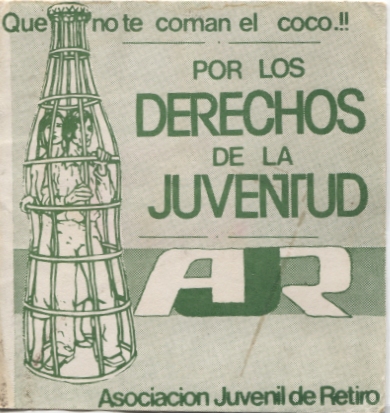 Que no te coman el coco.!!
POR LOS
DERECHOS
DE LA
JUVENTUD
AJR
Asociacion Juvenil de Retiro